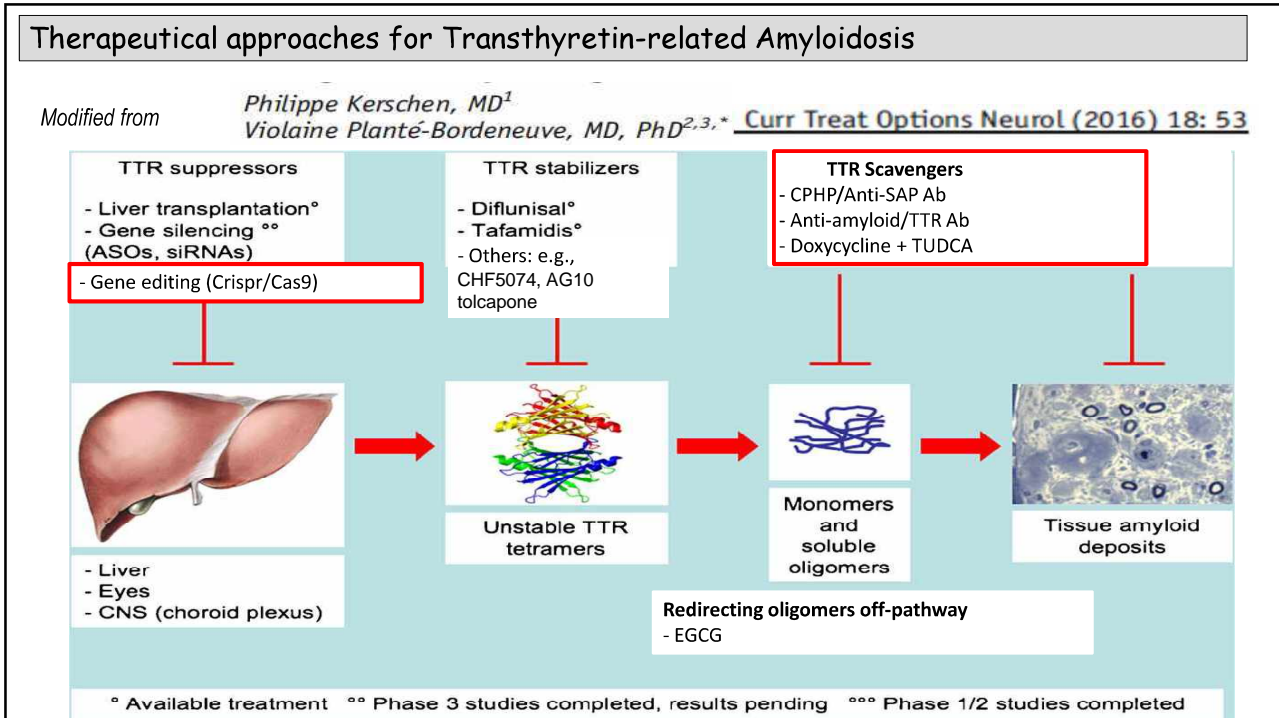 Therapeutical approaches for Transthyretin-related Amyloidosis
Modified from
Philippe Kerschen, MD¹
Violaine Planté-Bordeneuve, MD, PhD²,³,*
Curr Treat Options Neurol (2016) 18: 53
TTR suppressors
- Liver transplantation°
- Gene silencing °°
(ASOs, siRNAs)
- Gene editing (Crispr/Cas9)
TTR stabilizers
- Diflunisal°
- Tafamidis°
- Others: e.g.,
CHF5074, AG10
tolcapone
TTR Scavengers
- CPHP/Anti-SAP Ab
- Anti-amyloid/TTR Ab
- Doxycycline + TUDCA
- Liver
- Eyes
- CNS (choroid plexus)
Unstable TTR
tetramers
Monomers
and
soluble
oligomers
Tissue amyloid
deposits
Redirecting oligomers off-pathway
- EGCG
° Available treatment °° Phase 3 studies completed, results pending °°° Phase 1/2 studies completed